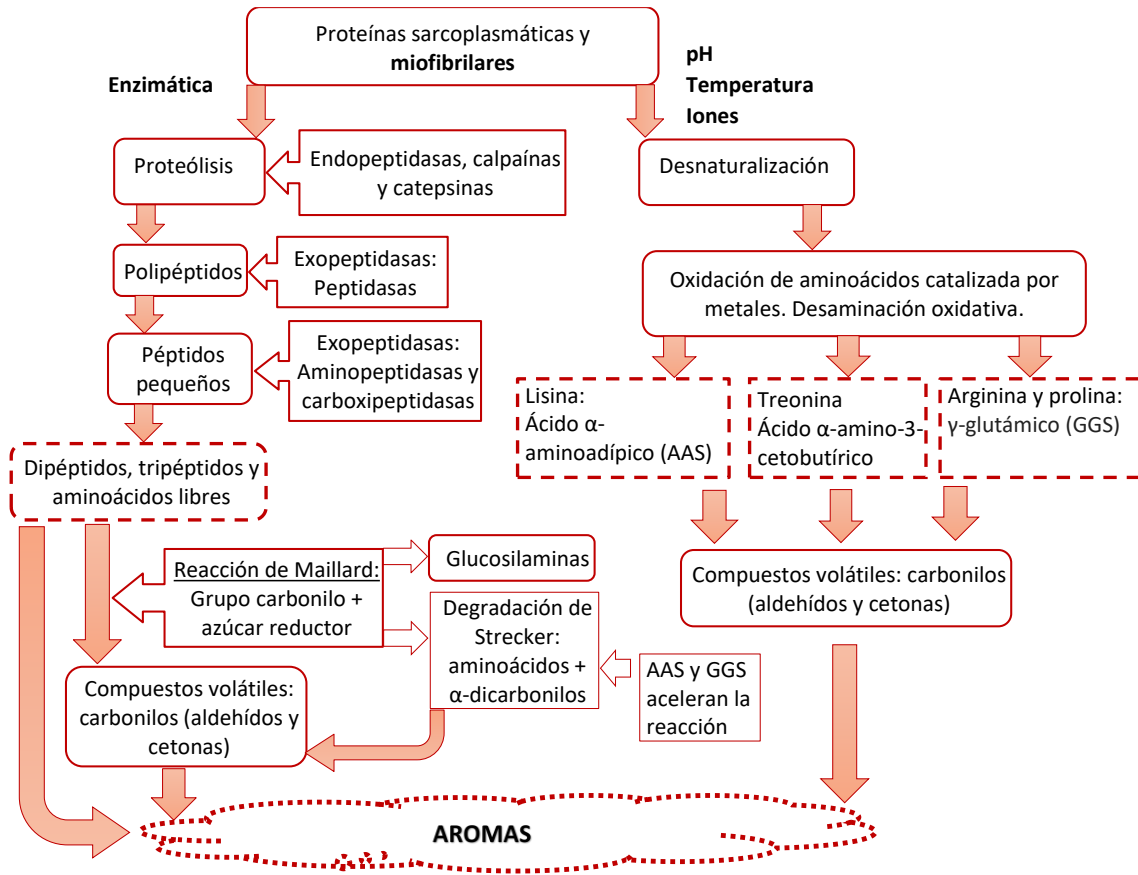 Proteínas sarcoplasmáticas y
miofibrilares
Enzimática
pH
Temperatura
Iones
Proteólisis
Endopeptidasas, calpaínas
y catepsinas
Desnaturalización
Polipéptidos
Exopeptidasas:
Peptidasas
Oxidación de aminoácidos catalizada por
metales. Desaminación oxidativa.
Péptidos
pequeños
Exopeptidasas:
Aminopeptidasas y
carboxipeptidasas
Lisina:
Ácido α-
aminoadípico (AAS)
Treonina
Ácido α-amino-3-
cetobutírico
Arginina y prolina:
γ-glutámico (GGS)
Dipéptidos, tripéptidos y
aminoácidos libres
Reacción de Maillard:
Grupo carbonilo +
azúcar reductor
Glucosilaminas
Degradación de
Strecker:
aminoácidos +
α-dicarbonilos
AAS y GGS
aceleran la
reacción
Compuestos volátiles: carbonilos
(aldehídos y cetonas)
Compuestos volátiles:
carbonilos (aldehídos y
cetonas)
AROMAS